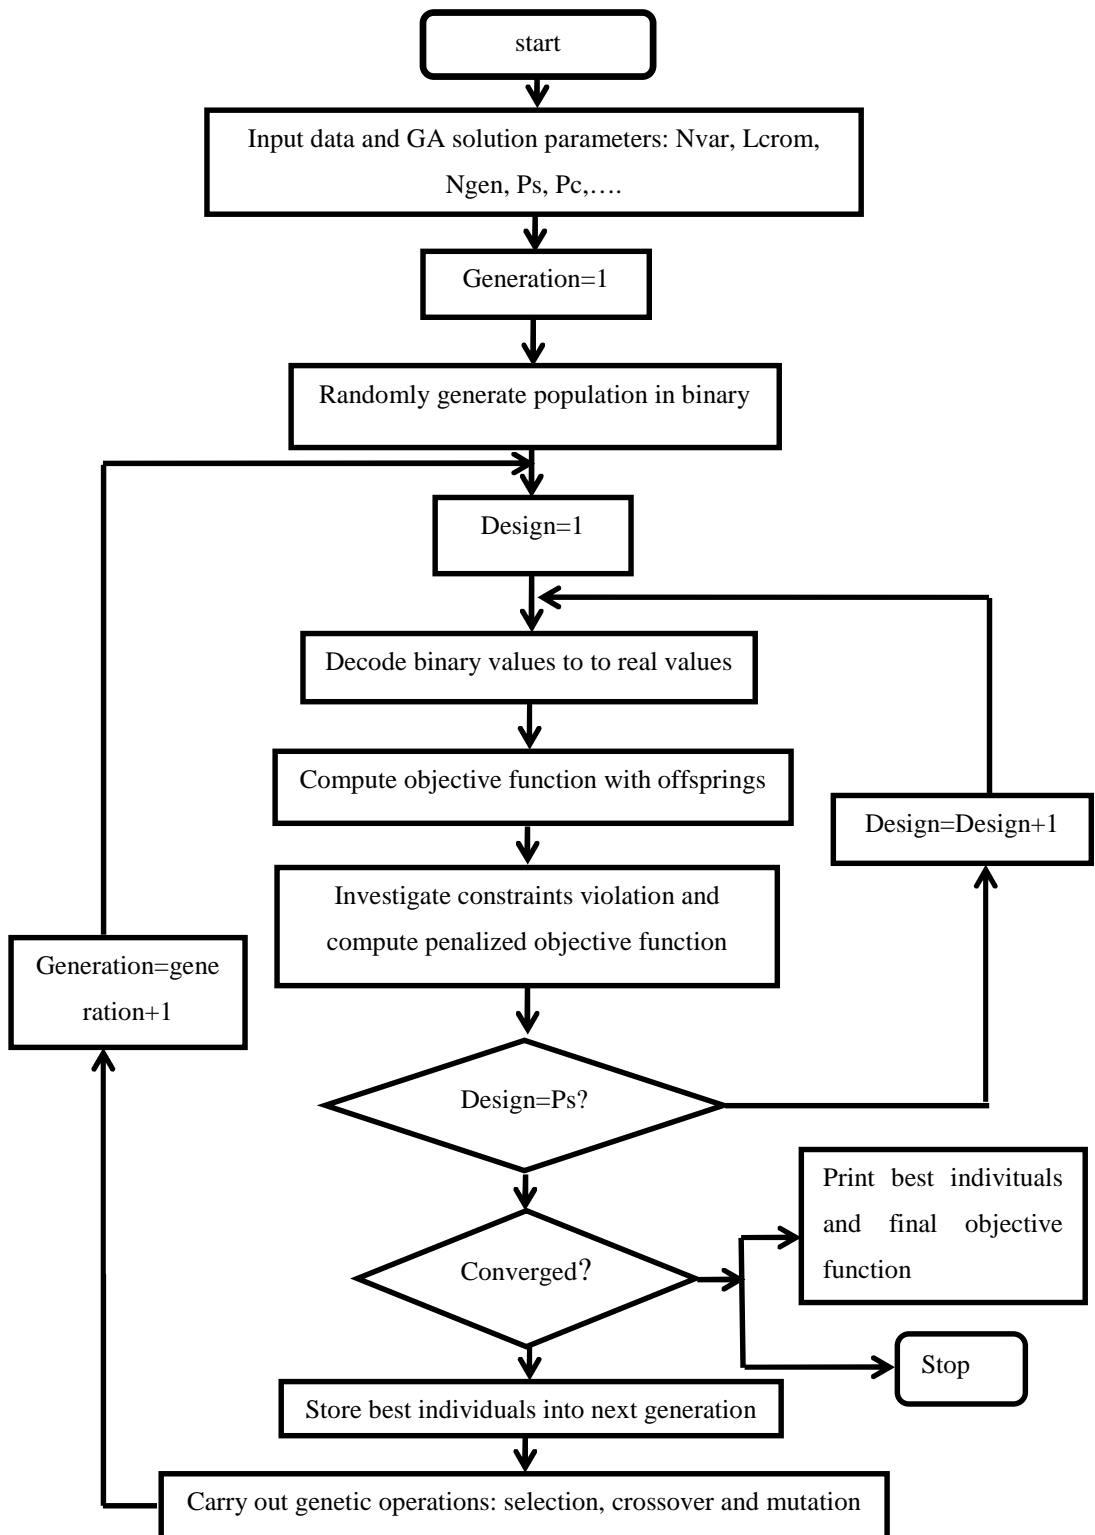 start
Input data and GA solution parameters: Nvar, Lcrom,
Ngen, Ps, Pc,….
Generation=1
Randomly generate population in binary
Design=1
Decode binary values to to real values
Compute objective function with offsprings
Design=Design+1
Investigate constraints violation and
compute penalized objective function
Generation=gene
ration+1
Design=Ps?
Print best indivituals
and final objective
function
Converged?
Stop
Store best individuals into next generation
Carry out genetic operations: selection, crossover and mutation